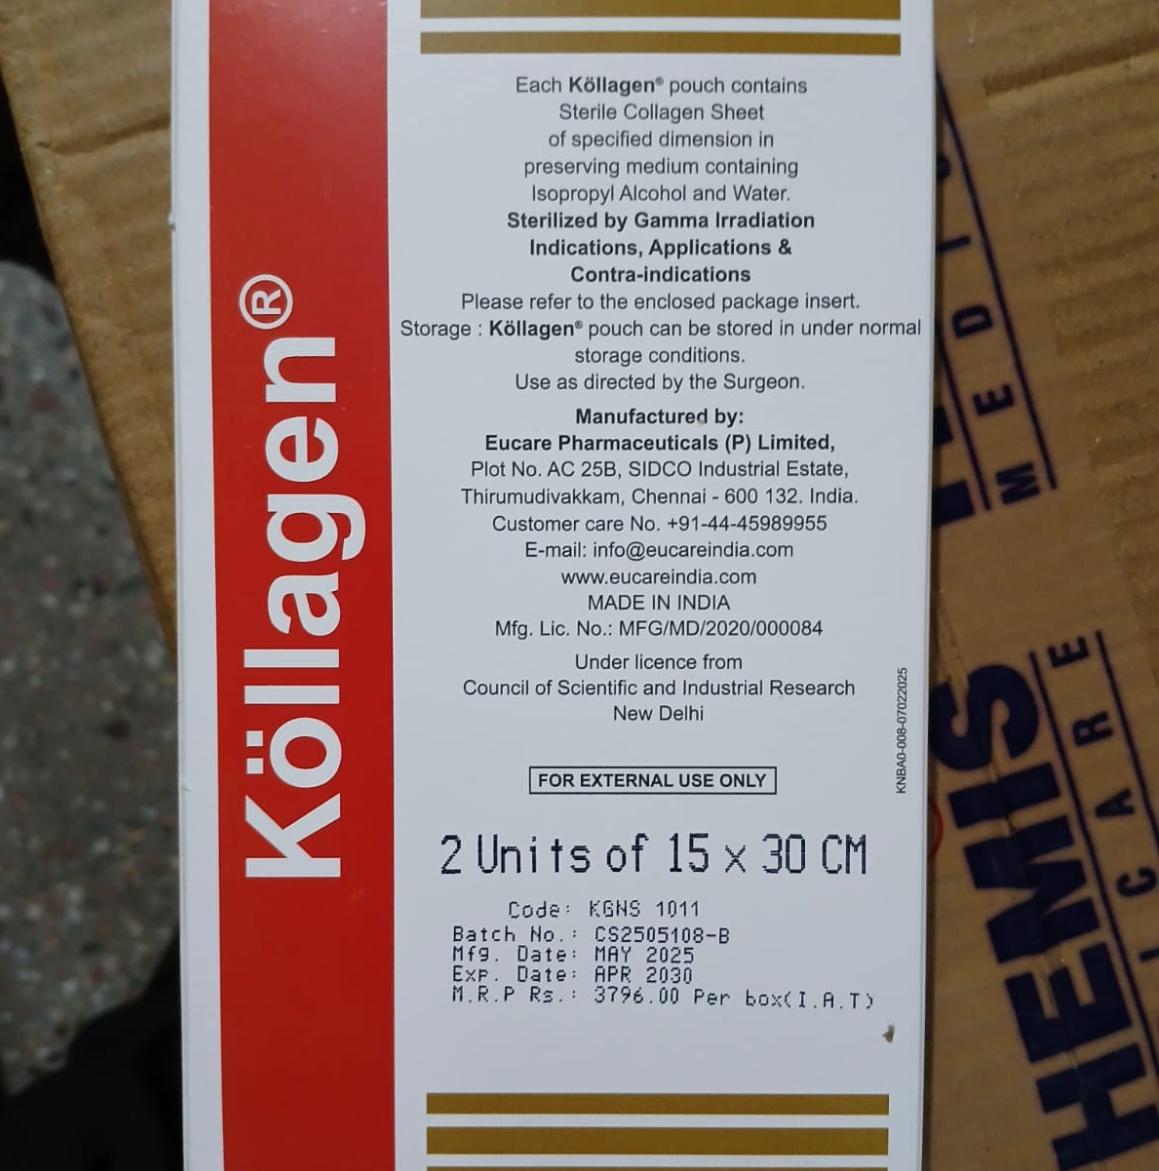 Köllagen®
Each Köllagen® pouch contains
Sterile Collagen Sheet
of specified dimension in
preserving medium containing
Isopropyl Alcohol and Water.
Sterilized by Gamma Irradiation
Indications, Applications &
Contra-indications
Please refer to the enclosed package insert.
Storage : Köllagen® pouch can be stored in under normal
storage conditions.
Use as directed by the Surgeon.
Manufactured by:
Eucare Pharmaceuticals (P) Limited,
Plot No. AC 25B, SIDCO Industrial Estate,
Thirumudivakkam, Chennai - 600 132. India.
Customer care No. +91-44-45989955
E-mail: info@eucareindia.com
www.eucareindia.com
MADE IN INDIA
Mfg. Lic. No.: MFG/MD/2020/000084
Under licence from
Council of Scientific and Industrial Research
New Delhi
KNBA0-008-07022025
FOR EXTERNAL USE ONLY
2 Units of 15 x 30 CM
Code: KGNS 1011
Batch No.: CS2505108-B
Mfg. Date: MAY 2025
Exp. Date: APR 2030
M.R.P Rs.: 3796.00 Per box(I.A.T)
HEMIS